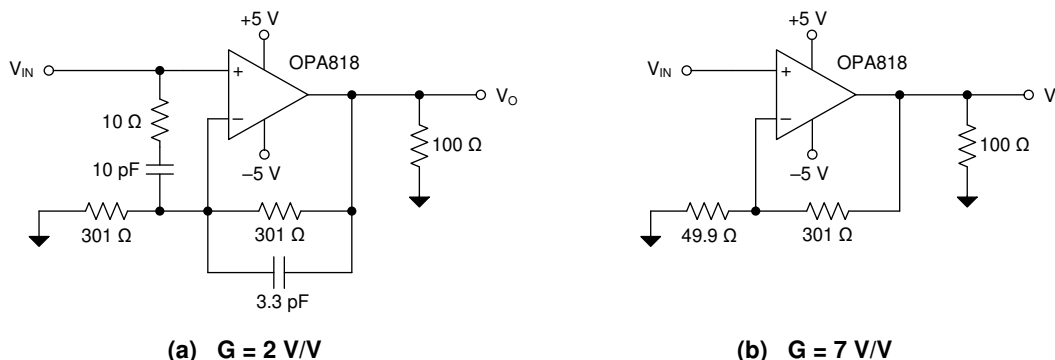 +5 V
OPA818
V_IN
+
−
V_O
10 Ω
10 pF
–5 V
100 Ω
301 Ω
301 Ω
3.3 pF
(a) G = 2 V/V
+5 V
OPA818
V_IN
+
−
V
–5 V
100 Ω
49.9 Ω
301 Ω
(b) G = 7 V/V